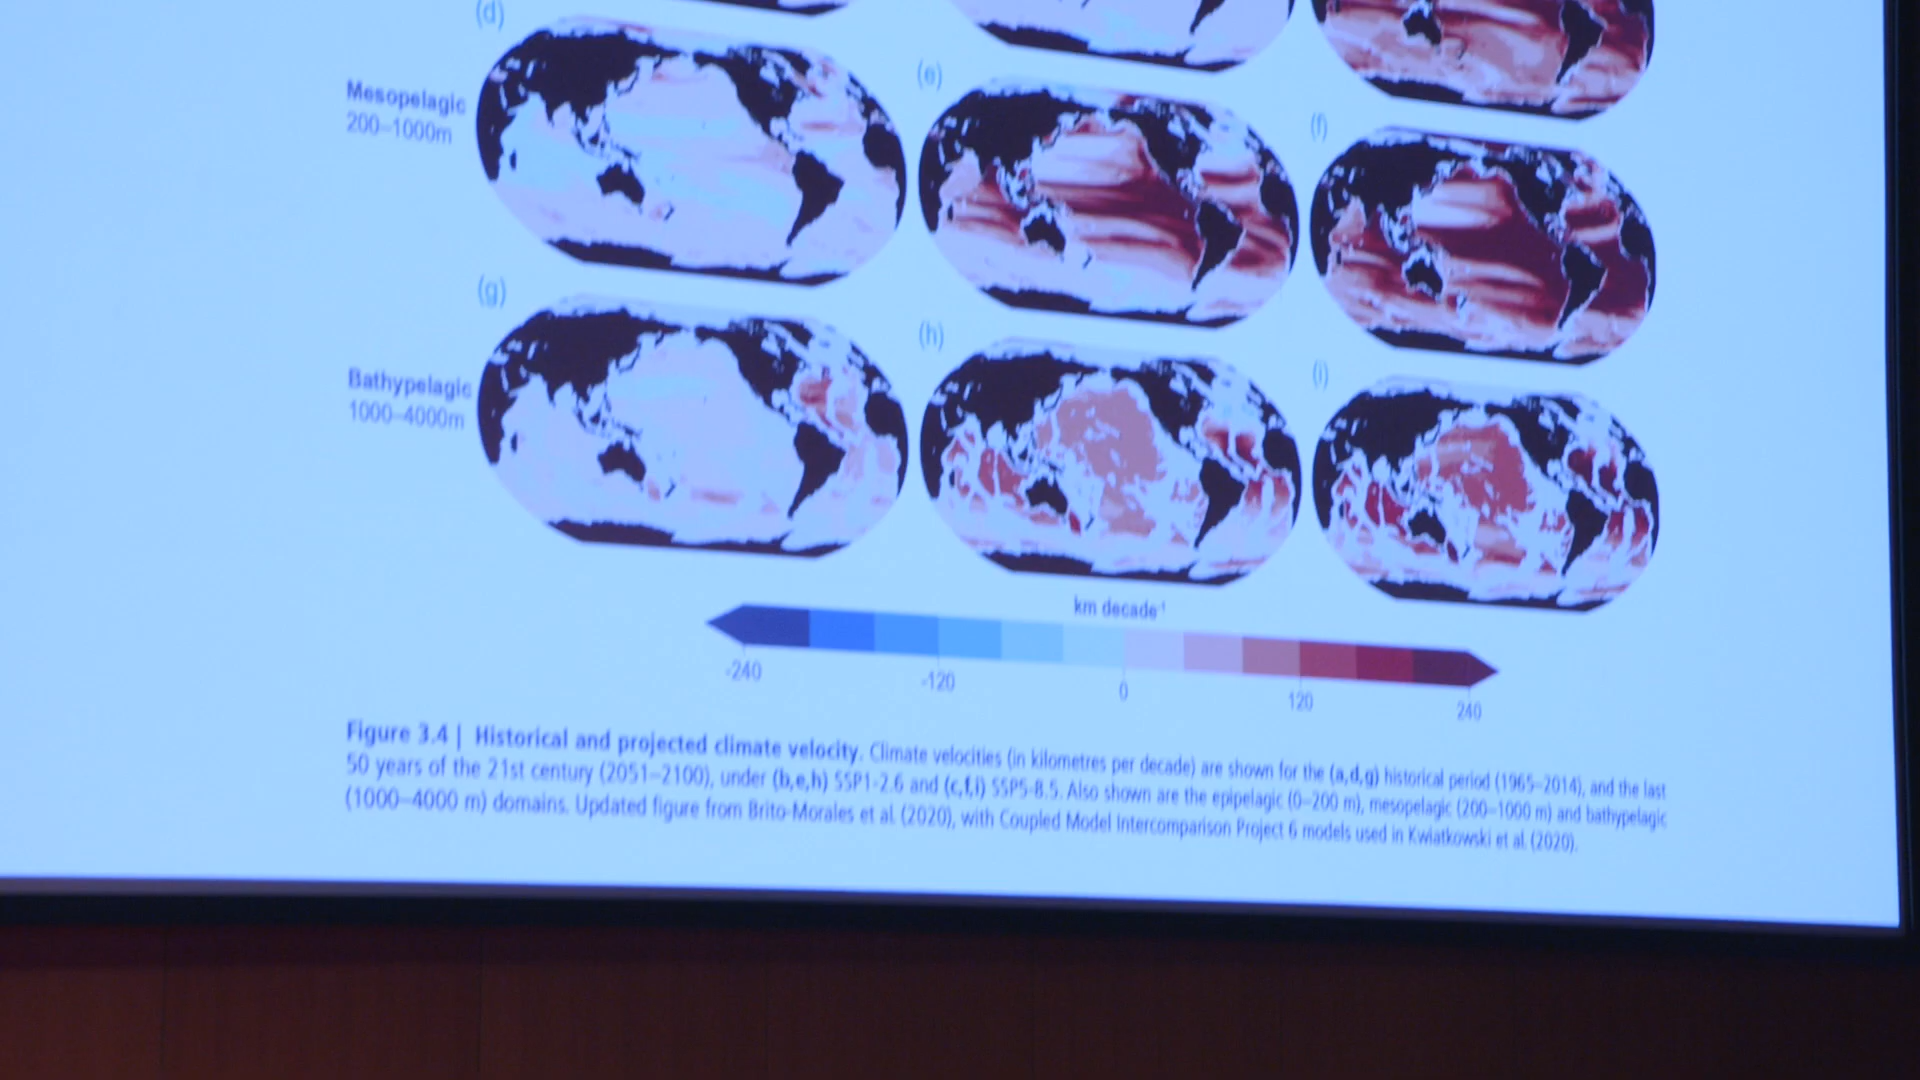 (d)
(e)
(f)
Mesopelagic
200–1000m
(g)
(h)
(i)
Bathypelagic
1000–4000m
km decade⁻¹
-240
-120
0
120
240
Figure 3.4 | Historical and projected climate velocity. Climate velocities (in kilometres per decade) are shown for the (a,d,g) historical period (1965–2014), and the last
50 years of the 21st century (2051–2100), under (b,e,h) SSP1-2.6 and (c,f,i) SSP5-8.5. Also shown are the epipelagic (0–200 m), mesopelagic (200–1000 m) and bathypelagic
(1000–4000 m) domains. Updated figure from Brito-Morales et al. (2020), with Coupled Model Intercomparison Project 6 models used in Kwiatkowski et al. (2020).